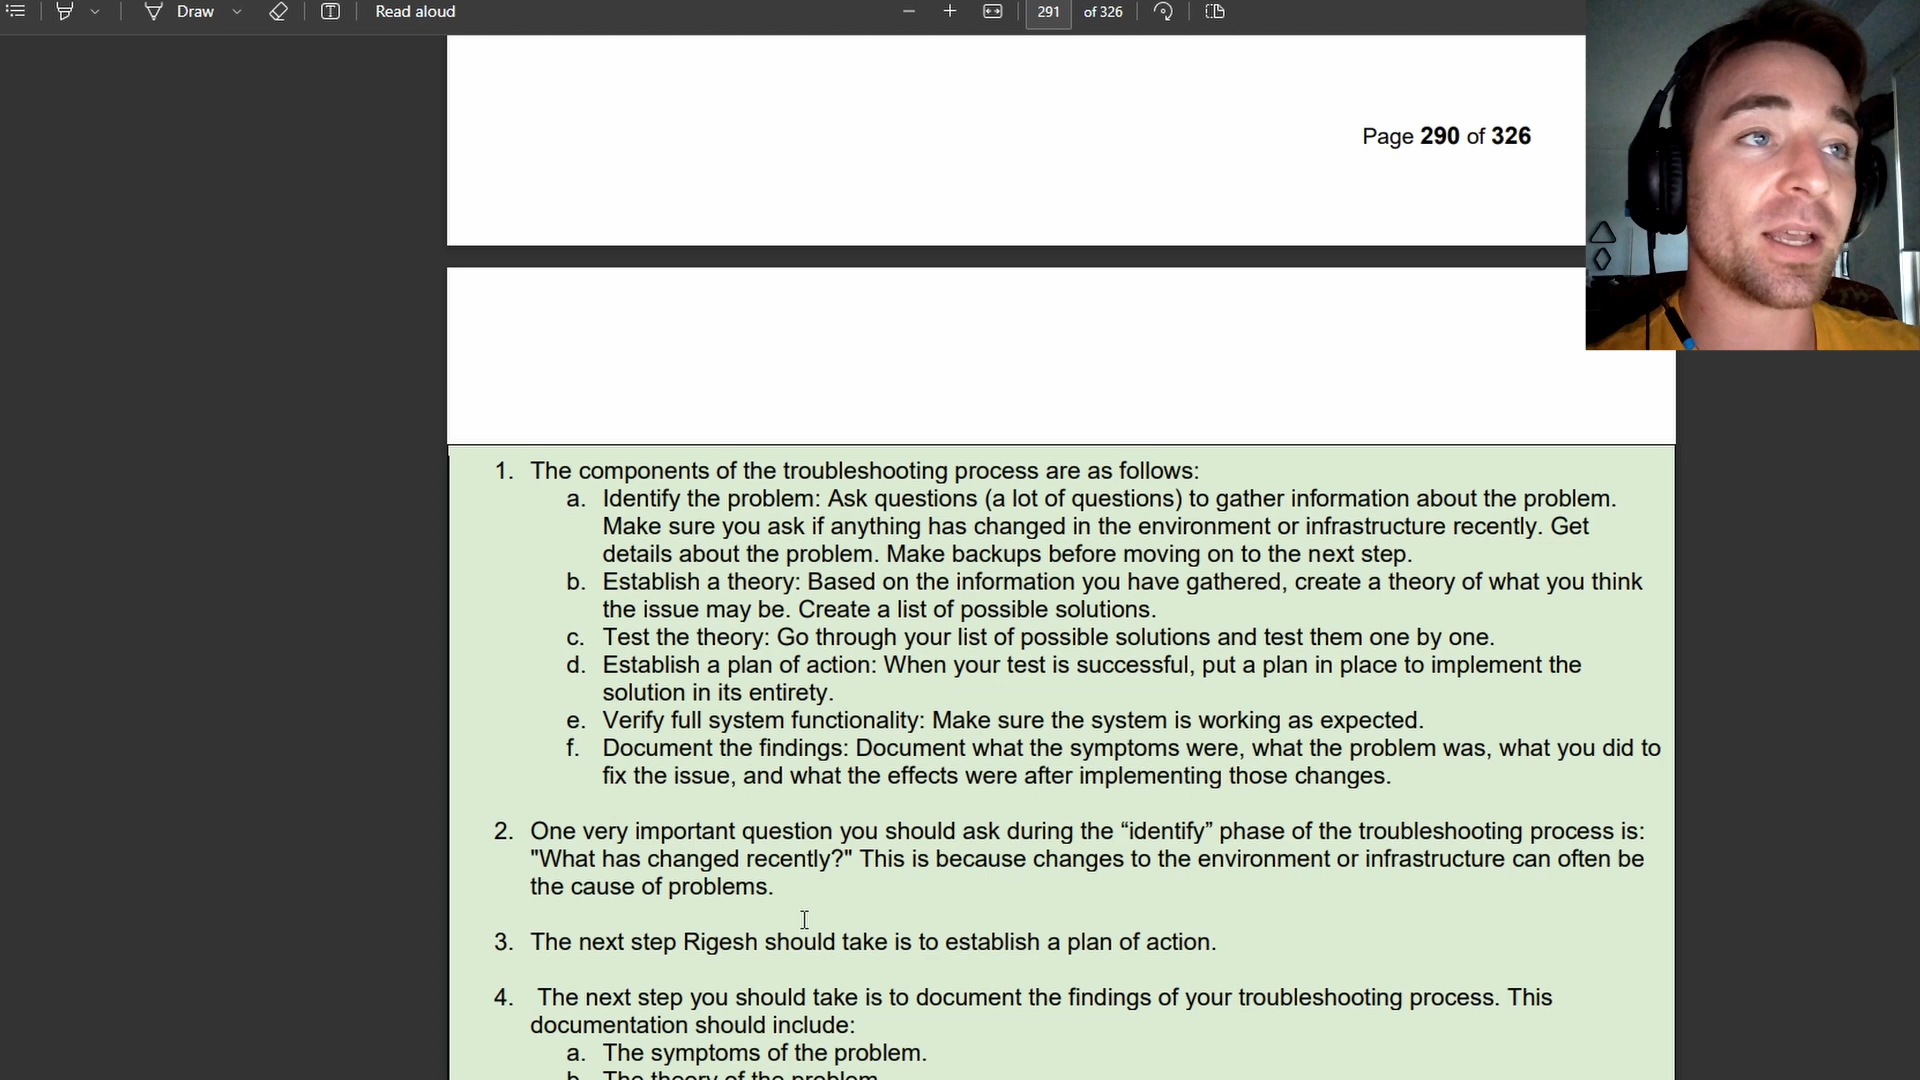 Draw
Read aloud
291 of 326
Page 290 of 326
1. The components of the troubleshooting process are as follows:
a. Identify the problem: Ask questions (a lot of questions) to gather information about the problem.
Make sure you ask if anything has changed in the environment or infrastructure recently. Get
details about the problem. Make backups before moving on to the next step.
b. Establish a theory: Based on the information you have gathered, create a theory of what you think
the issue may be. Create a list of possible solutions.
c. Test the theory: Go through your list of possible solutions and test them one by one.
d. Establish a plan of action: When your test is successful, put a plan in place to implement the
solution in its entirety.
e. Verify full system functionality: Make sure the system is working as expected.
f. Document the findings: Document what the symptoms were, what the problem was, what you did to
fix the issue, and what the effects were after implementing those changes.
2. One very important question you should ask during the “identify” phase of the troubleshooting process is:
"What has changed recently?" This is because changes to the environment or infrastructure can often be
the cause of problems.
3. The next step Rigesh should take is to establish a plan of action.
4. The next step you should take is to document the findings of your troubleshooting process. This
documentation should include:
a. The symptoms of the problem.
b. The theory of the problem